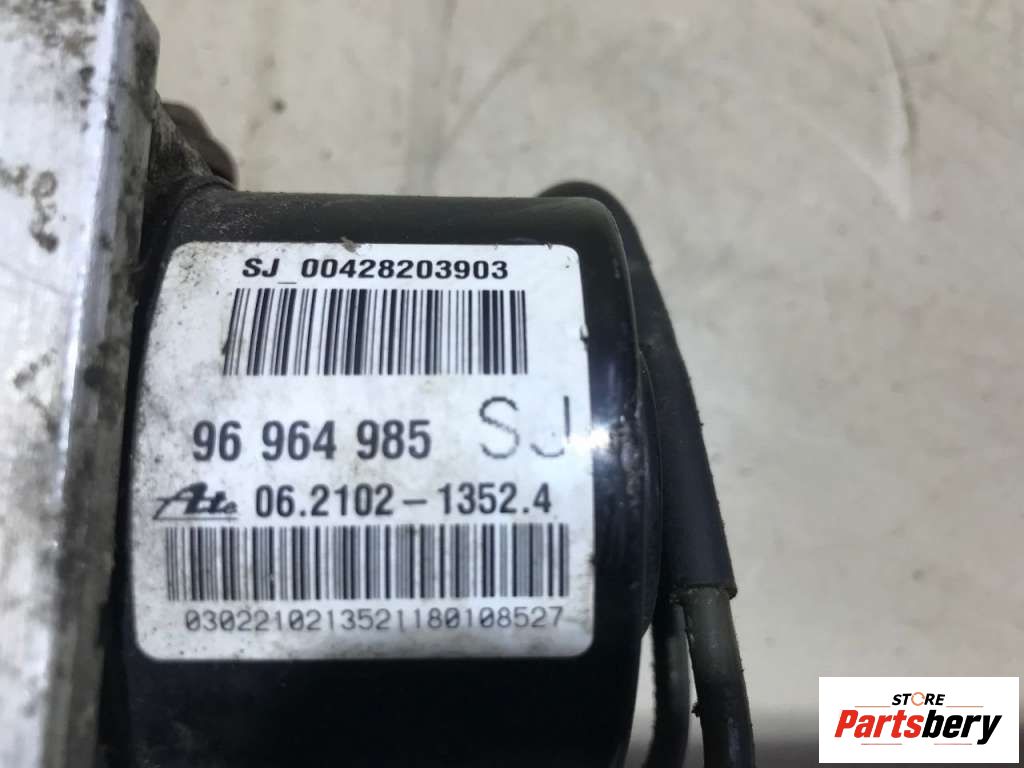 SJ_00428203903
96 964 985 SJ
Ate 06.2102-1352.4
0302210213521180108527
STORE
Partsbery